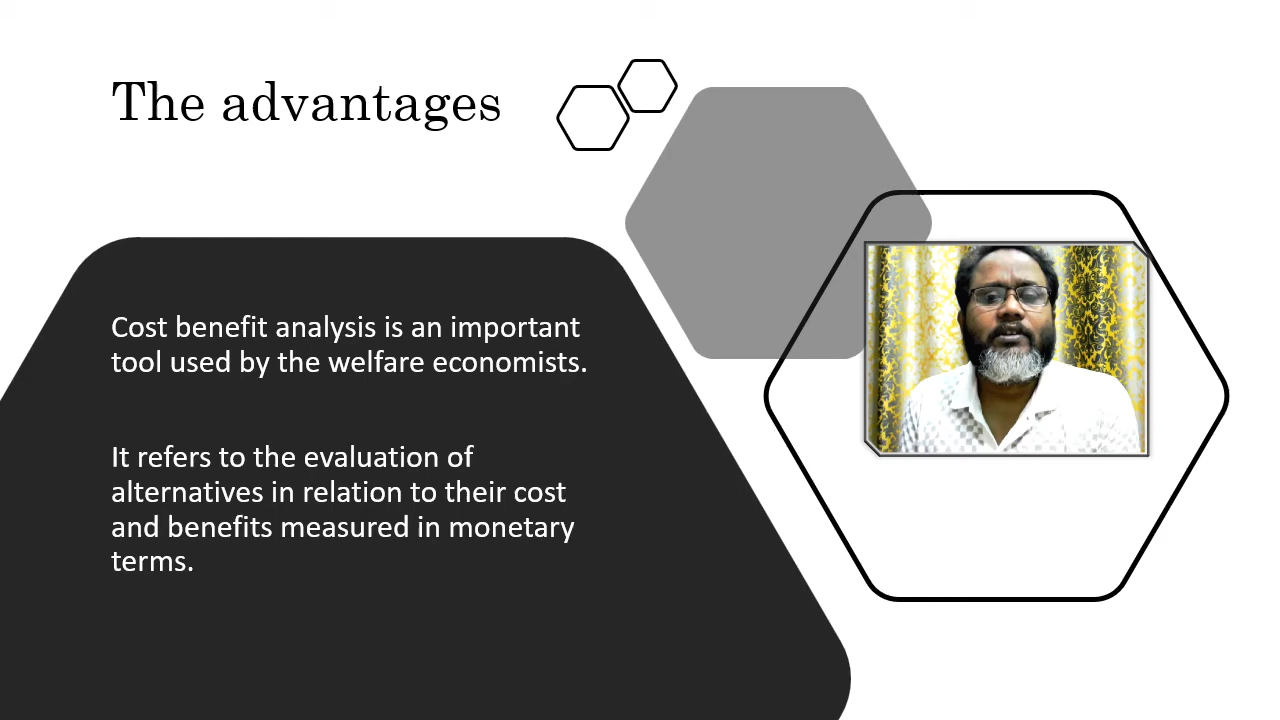 The advantages
Cost benefit analysis is an important
tool used by the welfare economists.
It refers to the evaluation of
alternatives in relation to their cost
and benefits measured in monetary
terms.